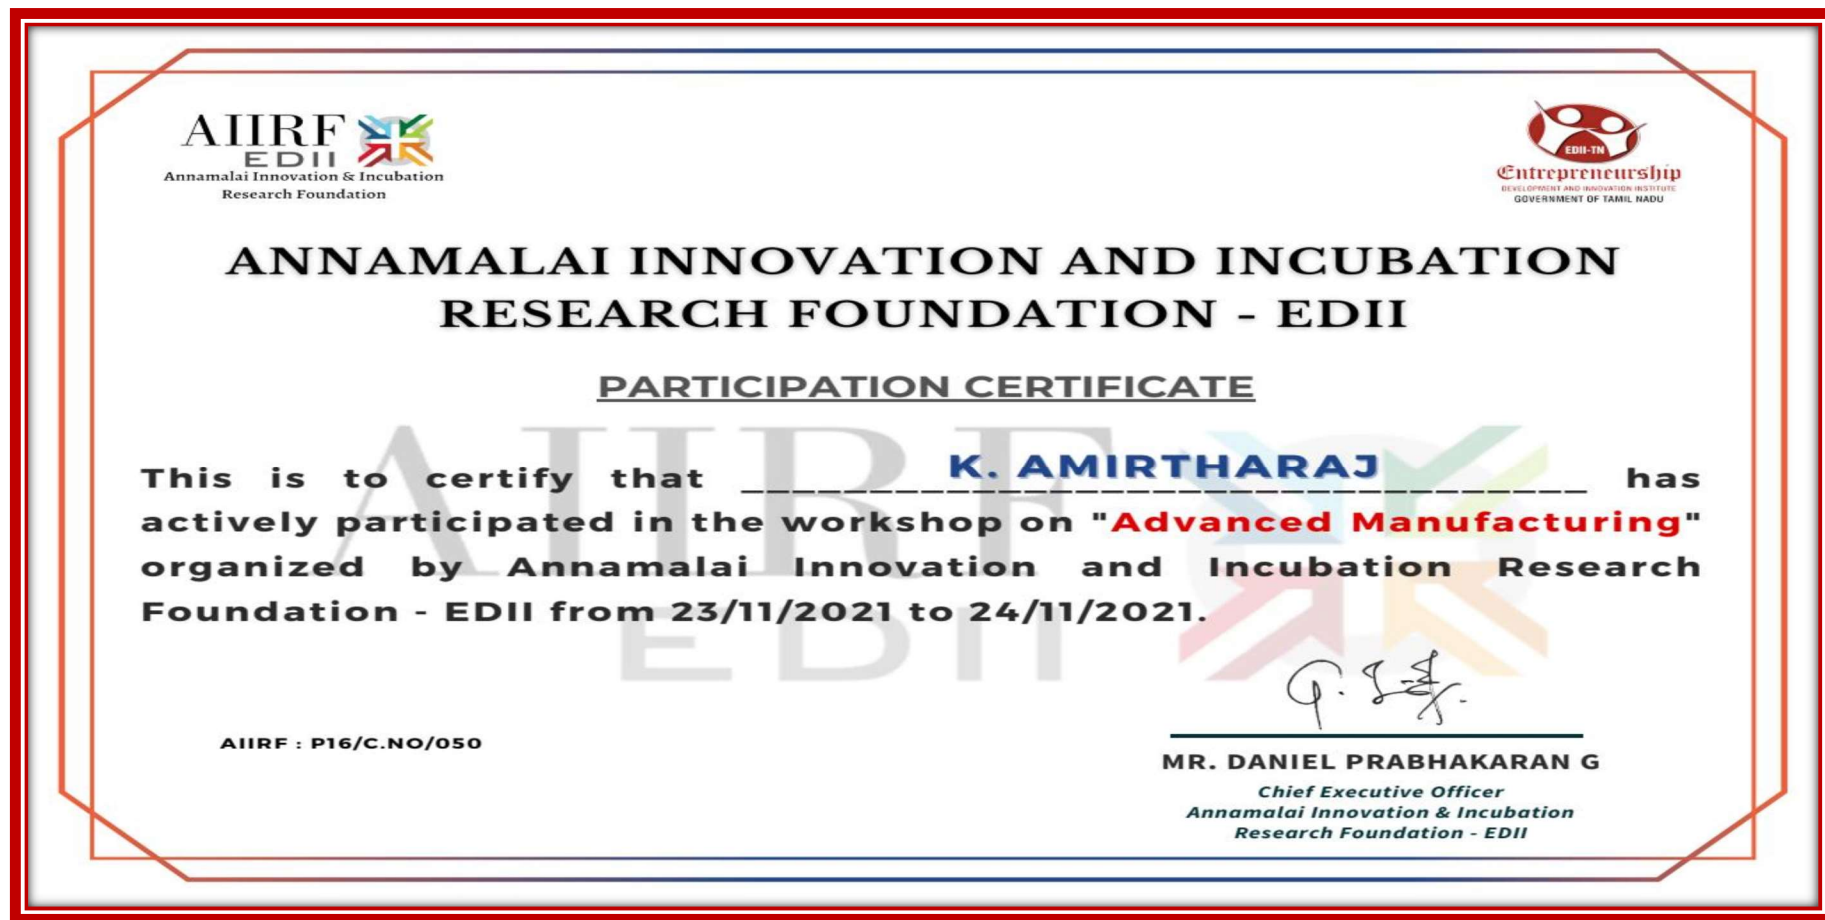 AIIRF
EDII
Annamalai Innovation & Incubation
Research Foundation
EDII-TN
Entrepreneurship
DEVELOPMENT AND INNOVATION INSTITUTE
GOVERNMENT OF TAMIL NADU
ANNAMALAI INNOVATION AND INCUBATION
RESEARCH FOUNDATION - EDII
PARTICIPATION CERTIFICATE
This is to certify that K. AMIRTHARAJ has
actively participated in the workshop on "Advanced Manufacturing"
organized by Annamalai Innovation and Incubation Research
Foundation - EDII from 23/11/2021 to 24/11/2021.
AIIRF
EDII
AIIRF : P16/C.NO/050
MR. DANIEL PRABHAKARAN G
Chief Executive Officer
Annamalai Innovation & Incubation
Research Foundation - EDII